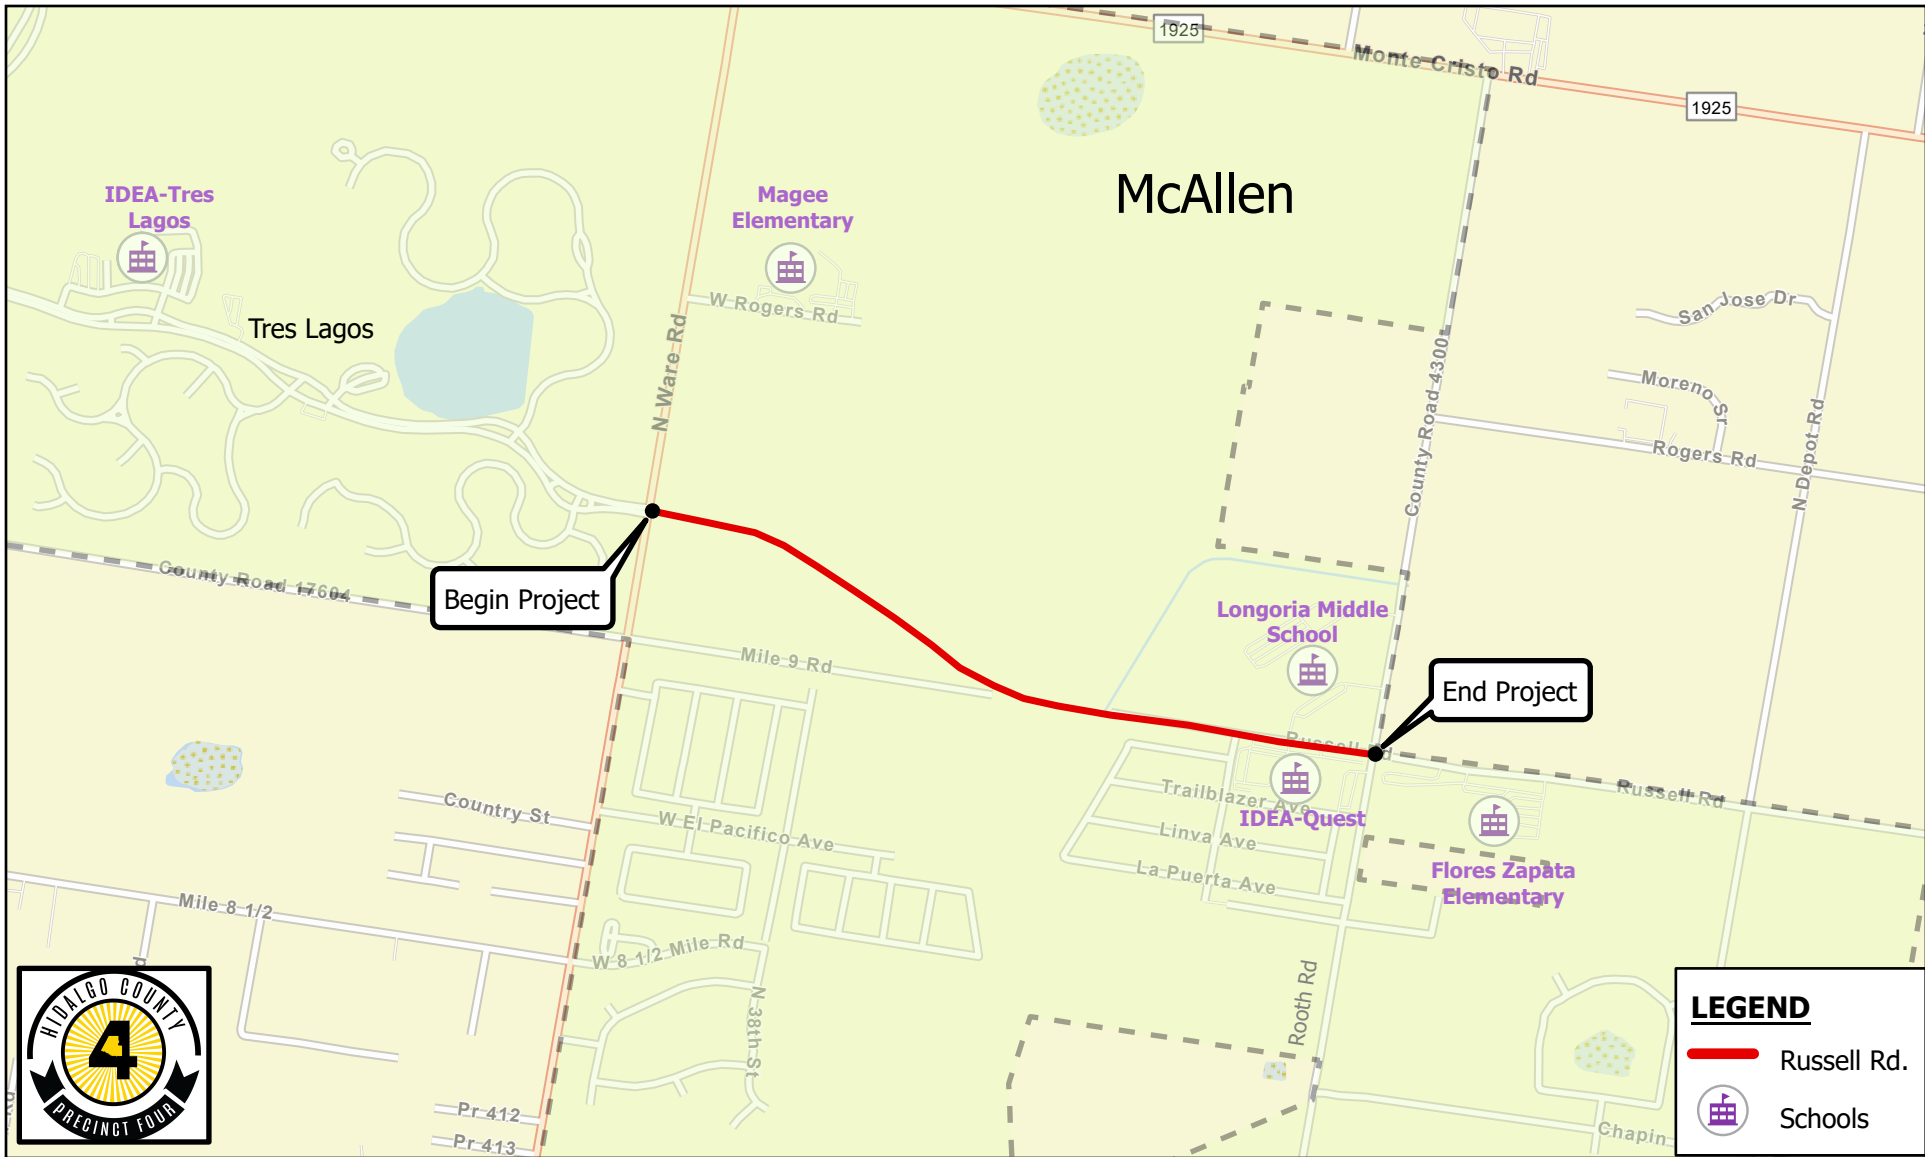 1925
Monte Cristo Rd
1925
McAllen
IDEA-Tres
Lagos
Magee
Elementary
W Rogers Rd
Tres Lagos
N Ware Rd
San Jose Dr
Moreno Sr
Rogers Rd
County Road 4300
N Depot Rd
County Road 17604
Begin Project
Mile 9 Rd
Longoria Middle
School
End Project
Russell Rd
Russell Rd
Trailblazer Ave
IDEA-Quest
Linva Ave
La Puerta Ave
Flores Zapata
Elementary
Country St
W El Pacifico Ave
Mile 8 1/2
W 8 1/2 Mile Rd
N 38th St
Rooth Rd
Pr 412
Pr 413
Chapin
HIDALGO COUNTY
4
PRECINCT FOUR
LEGEND
Russell Rd.
Schools